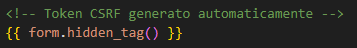 <!-- Token CSRF generato automaticamente -->
{{ form.hidden_tag() }}